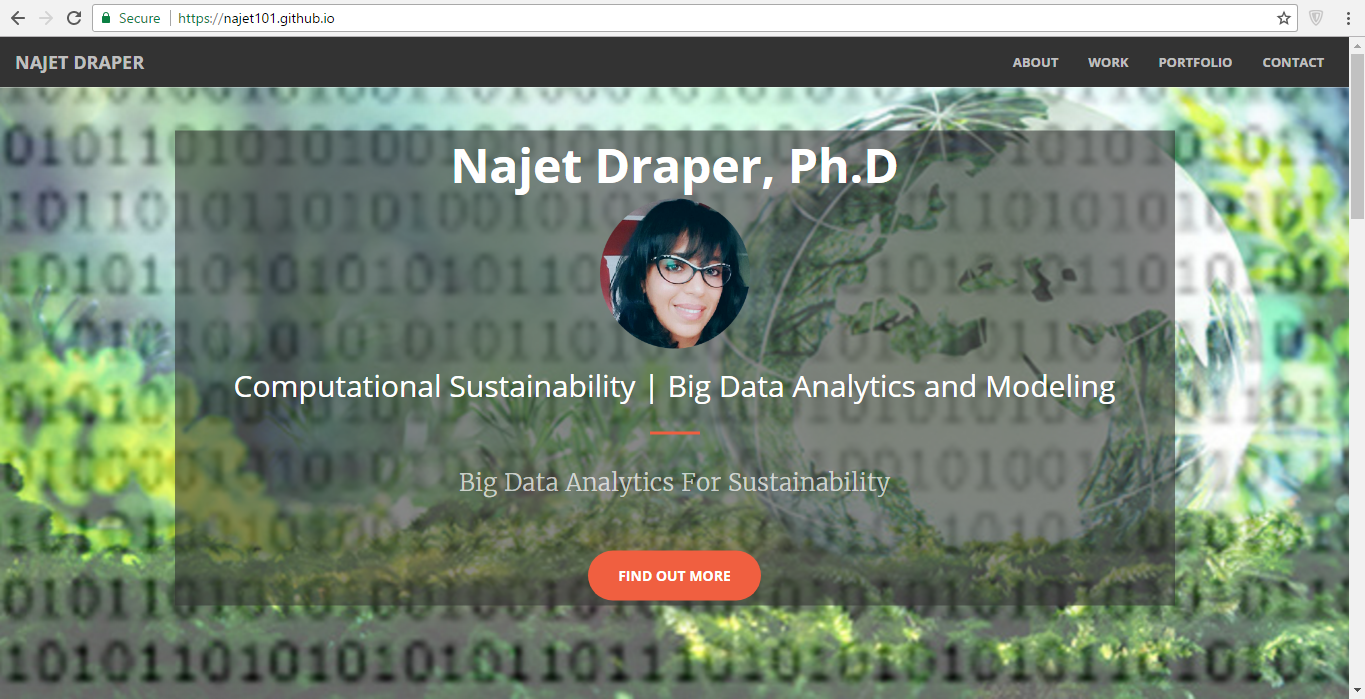 Secure | https://najet101.github.io
NAJET DRAPER
ABOUT WORK PORTFOLIO CONTACT
Najet Draper, Ph.D
Computational Sustainability | Big Data Analytics and Modeling
Big Data Analytics For Sustainability
FIND OUT MORE